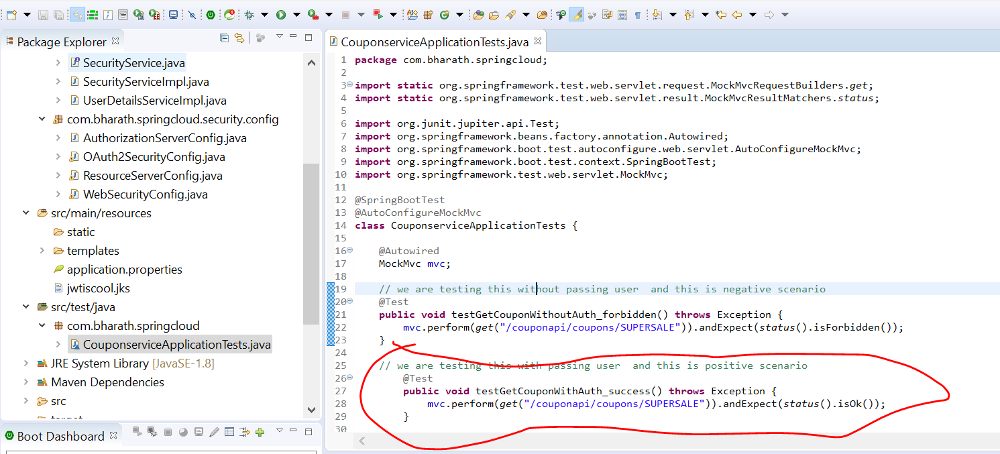 Package Explorer
SecurityService.java
SecurityServiceImpl.java
UserDetailsServiceImpl.java
com.bharath.springcloud.security.config
AuthorizationServerConfig.java
OAuth2SecurityConfig.java
ResourceServerConfig.java
WebSecurityConfig.java
src/main/resources
static
templates
application.properties
jwtiscool.jks
src/test/java
com.bharath.springcloud
CouponserviceApplicationTests.java
JRE System Library [JavaSE-1.8]
Maven Dependencies
src
target
Boot Dashboard
CouponserviceApplicationTests.java
1 package com.bharath.springcloud;
2
3 import static org.springframework.test.web.servlet.request.MockMvcRequestBuilders.get;
4 import static org.springframework.test.web.servlet.result.MockMvcResultMatchers.status;
5
6 import org.junit.jupiter.api.Test;
7 import org.springframework.beans.factory.annotation.Autowired;
8 import org.springframework.boot.test.autoconfigure.web.servlet.AutoConfigureMockMvc;
9 import org.springframework.boot.test.context.SpringBootTest;
10 import org.springframework.test.web.servlet.MockMvc;
11
12 @SpringBootTest
13 @AutoConfigureMockMvc
14 class CouponserviceApplicationTests {
15
16 @Autowired
17 MockMvc mvc;
18
19 // we are testing this without passing user  and this is negative scenario
20 @Test
21 public void testGetCouponWithoutAuth_forbidden() throws Exception {
22 mvc.perform(get("/couponapi/coupons/SUPERSALE")).andExpect(status().isForbidden());
23 }
24
25 // we are testing this with passing user  and this is positive scenario
26 @Test
27 public void testGetCouponWithAuth_success() throws Exception {
28 mvc.perform(get("/couponapi/coupons/SUPERSALE")).andExpect(status().isOk());
29 }
30